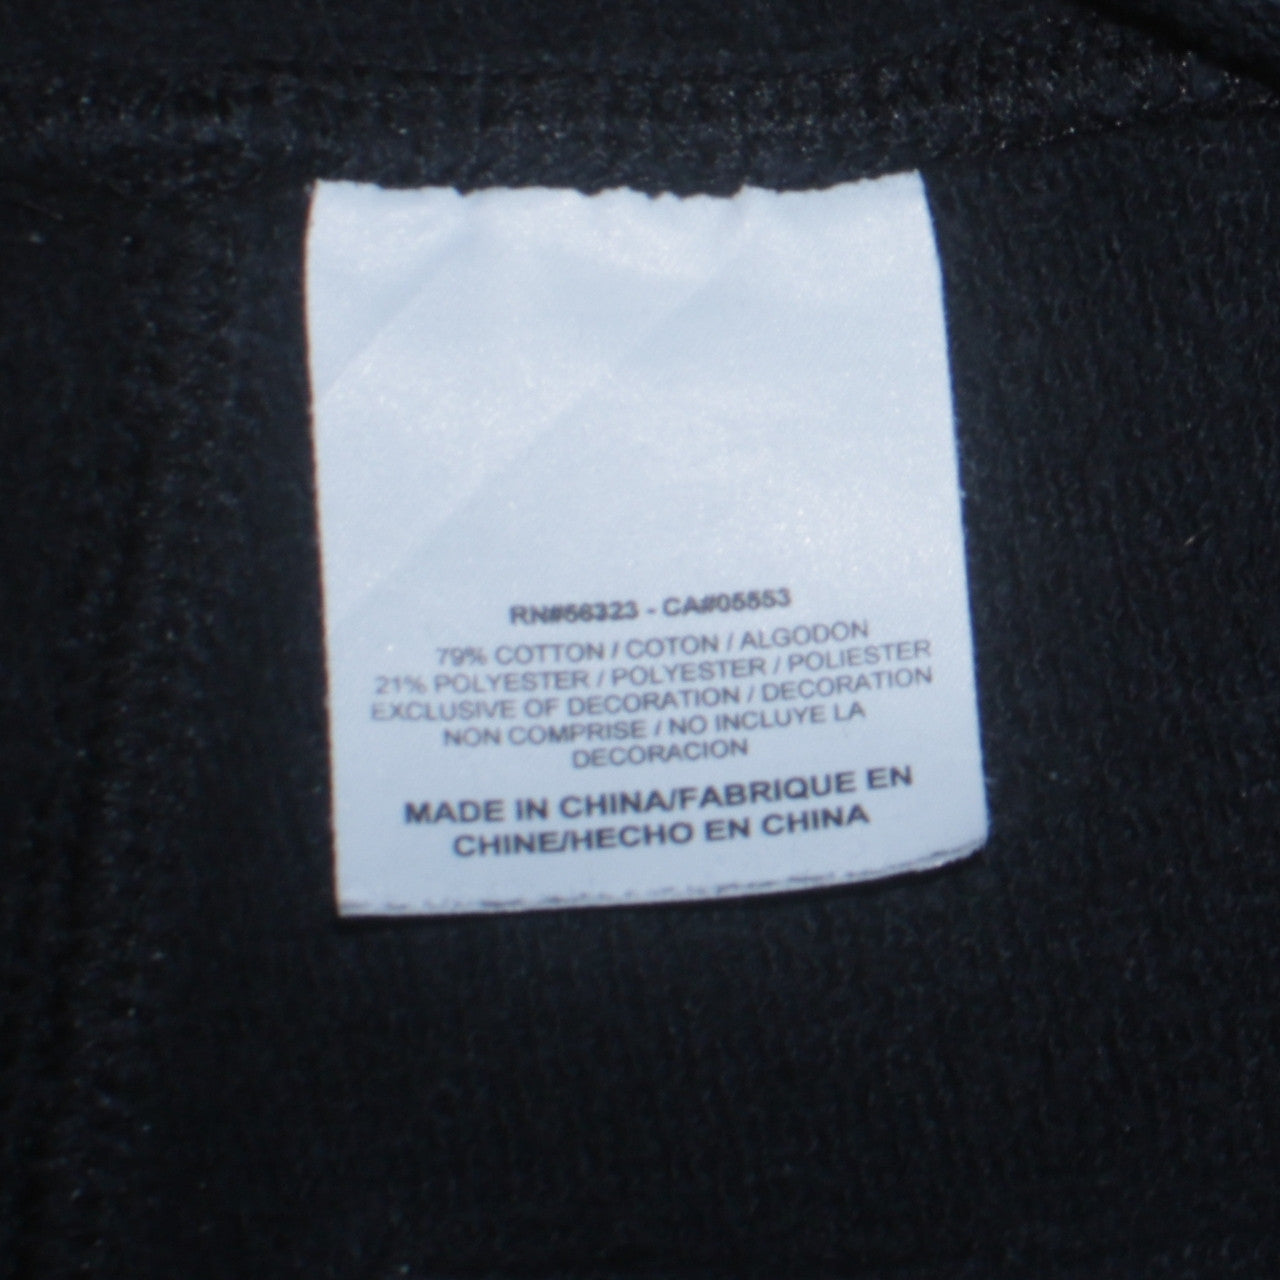 RN#56323 - CA#05553
79% COTTON / COTON / ALGODON
21% POLYESTER / POLYESTER / POLIESTER
EXCLUSIVE OF DECORATION / DECORATION
NON COMPRISE / NO INCLUYE LA
DECORACION
MADE IN CHINA/FABRIQUE EN
CHINE/HECHO EN CHINA